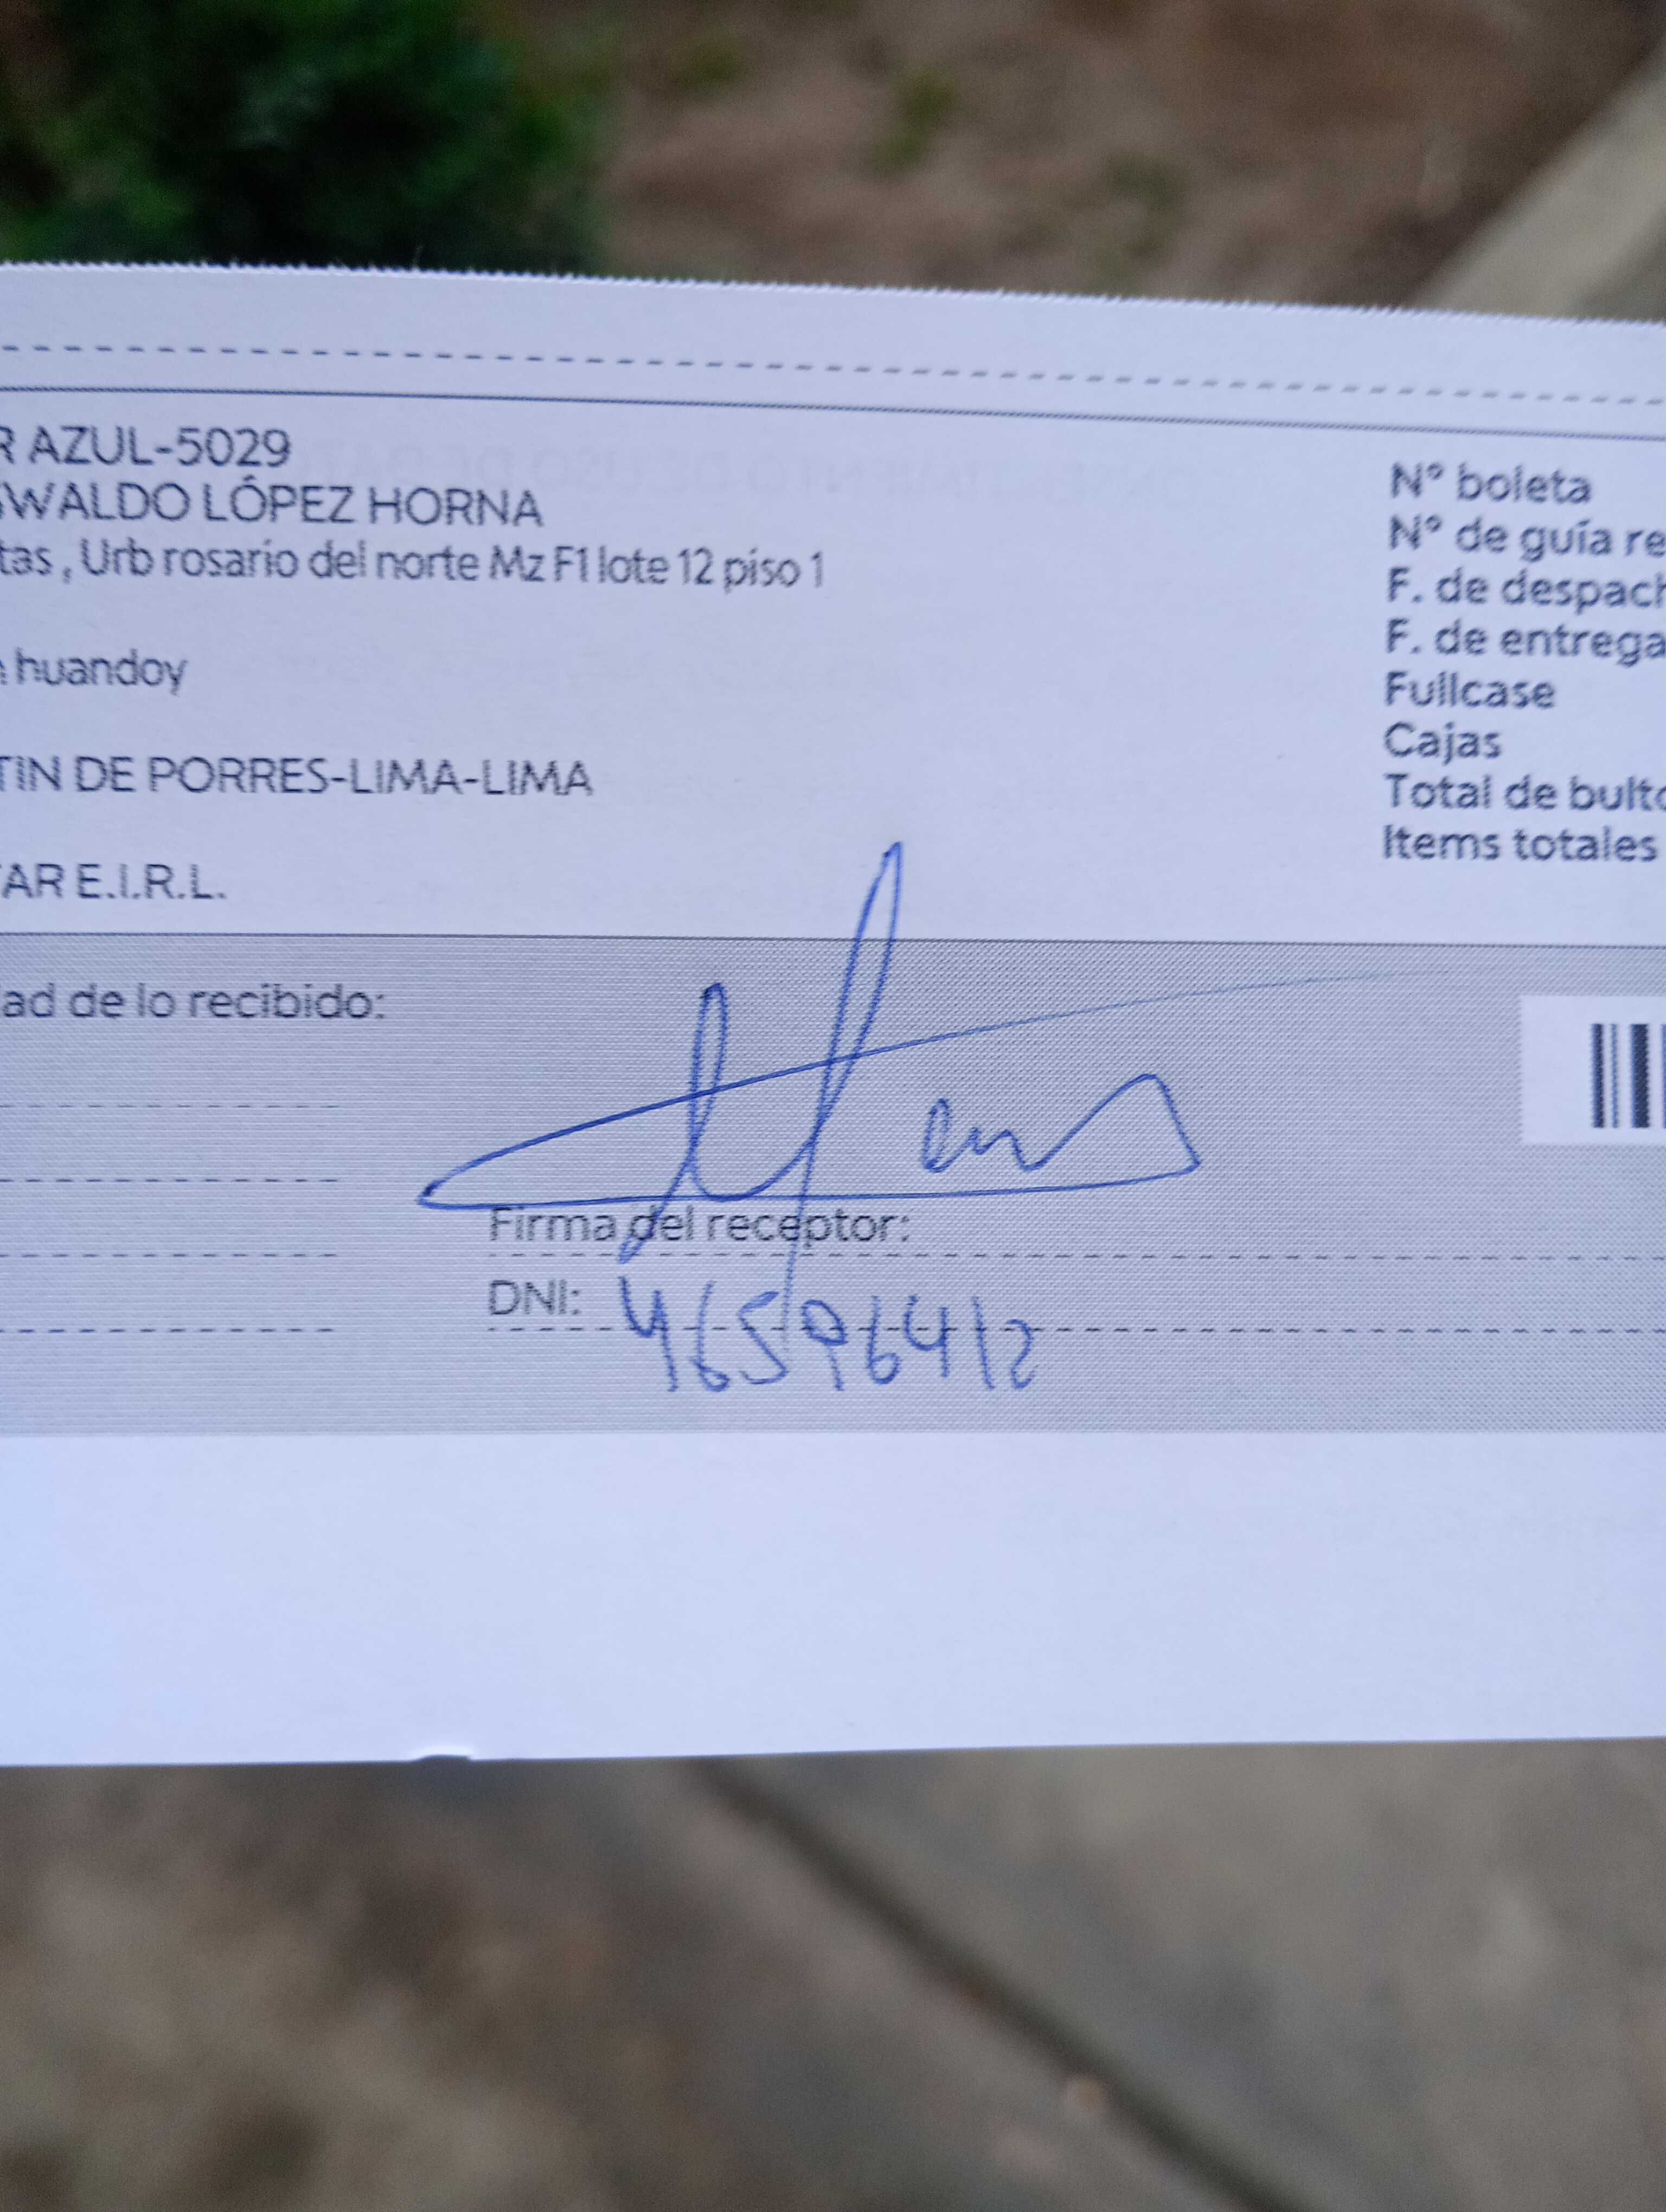 R AZUL-5029
SWALDO LÓPEZ HORNA
tas , Urb rosario del norte Mz F1 lote 12 piso 1
huandoy
TIN DE PORRES-LIMA-LIMA
TAR E.I.R.L.
N° boleta
N° de guía re
F. de despach
F. de entrega
Fullcase
Cajas
Total de bulto
Items totales
ad de lo recibido:
Firma del receptor:
DNI: 46596412